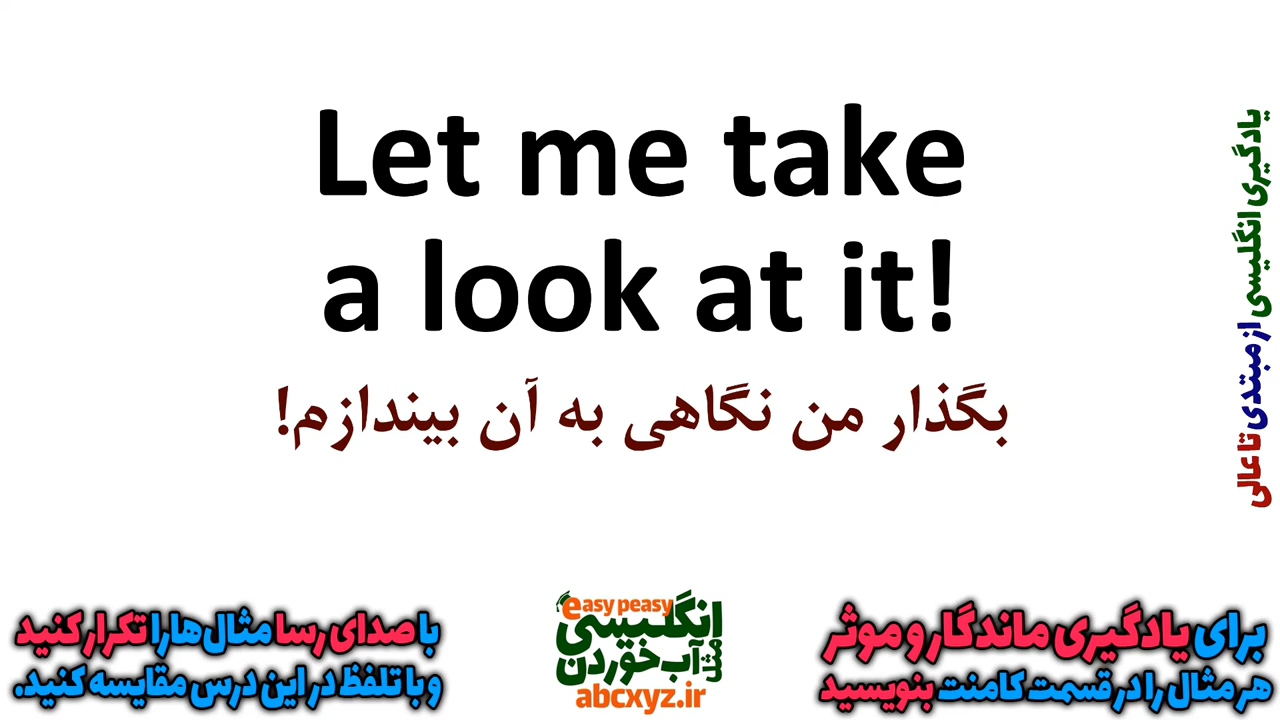 Let me take
a look at it!
بگذار من نگاهی به آن بیندازم!
یادگیری انگلیسی از مبتدی تا عالی
با صدای رسا مثال‌ها را تکرار کنید
و با تلفظ در این درس مقایسه کنید.
easy peasy
انگلیسی
مثل آب خوردن
abcxyz.ir
برای یادگیری ماندگار و موثر
هر مثال را در قسمت کامنت بنویسید